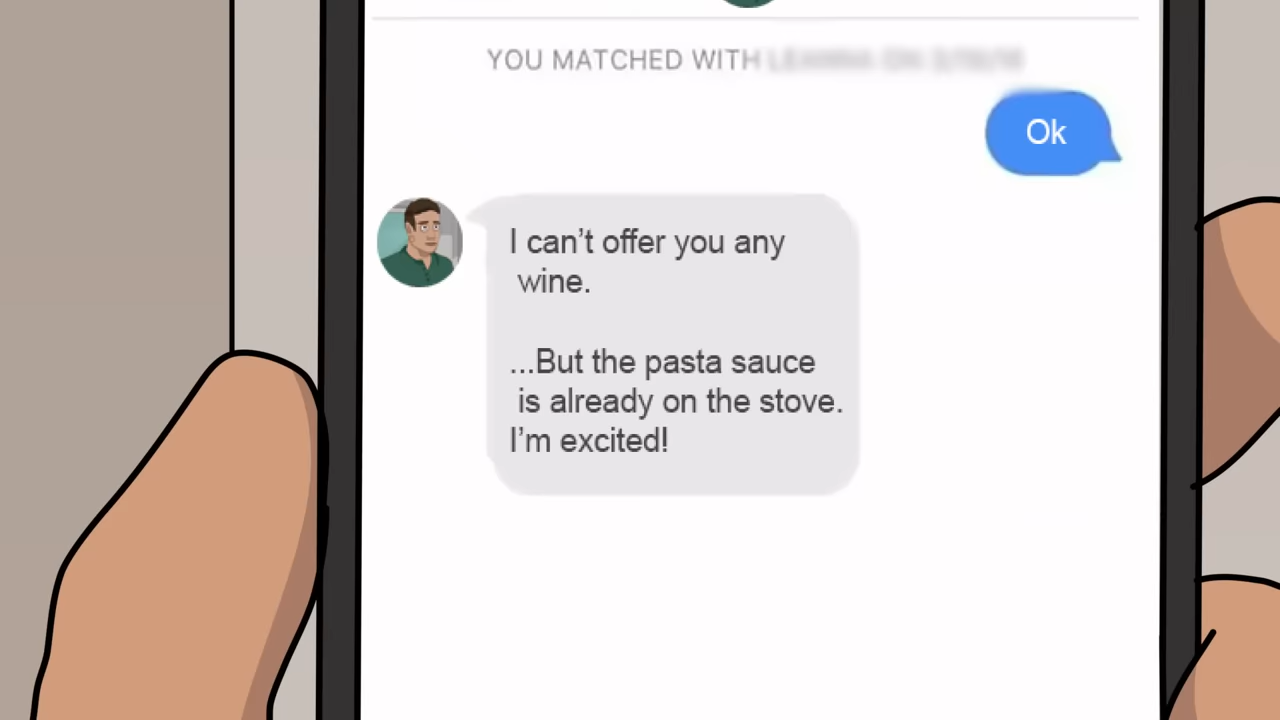 YOU MATCHED WITH
Ok
I can’t offer you any
wine.
...But the pasta sauce
is already on the stove.
I’m excited!